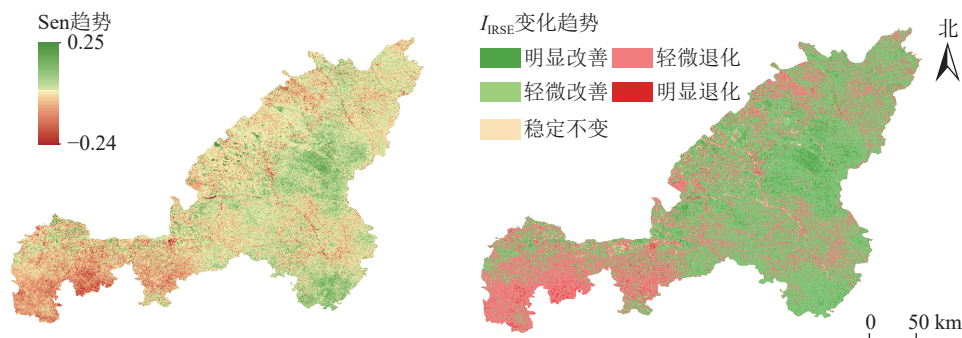 Sen趋势
0.25
−0.24
I_IRSE变化趋势
明显改善 轻微退化
轻微改善 明显退化
稳定不变
北
0 50 km